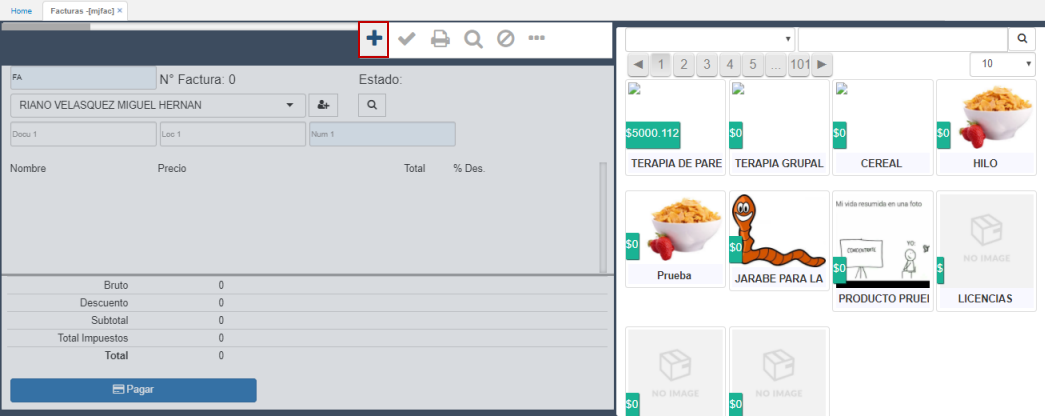 Home Facturas -[mjfac] ×
FA N° Factura: 0 Estado:
RIANO VELASQUEZ MIGUEL HERNAN
Docu 1 Loc 1 Num 1
Nombre Precio Total % Des.
Bruto 0
Descuento 0
Subtotal 0
Total Impuestos 0
Total 0
Pagar
1 2 3 4 5 ... 101
10
$5000.112 $0 $0 $0
TERAPIA DE PARE TERAPIA GRUPAL CEREAL HILO
Mi vida resumida en una foto
YO
$0 $0 $0 $
Prueba JARABE PARA LA PRODUCTO PRUEI LICENCIAS
NO IMAGE
NO IMAGE NO IMAGE
$0 $0